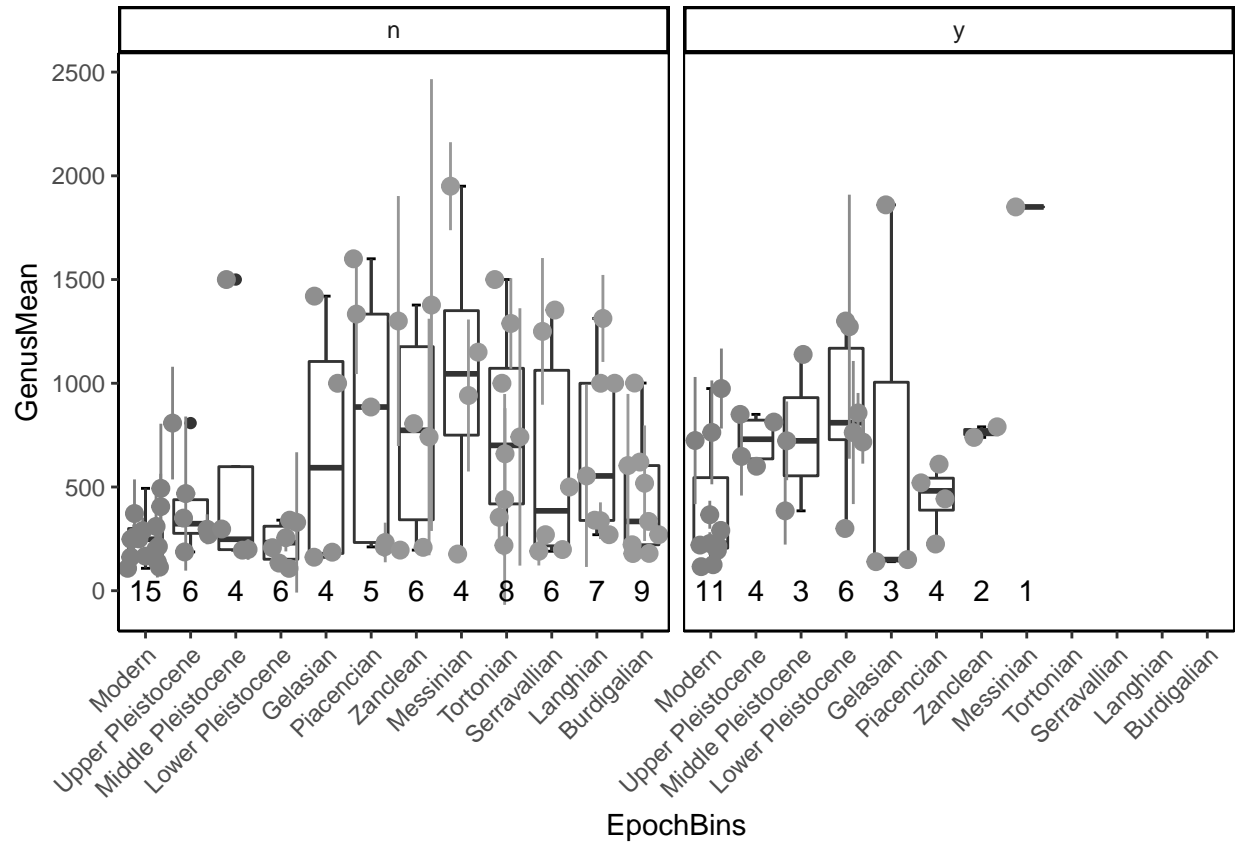 n y
GenusMean
2500
2000
1500
1000
500
0
15 6 4 6 4 5 6 4 8 6 7 9 11 4 3 6 3 4 2 1
Modern Upper Pleistocene Middle Pleistocene Lower Pleistocene Gelasian Piacencian Zanclean Messinian Tortonian Serravallian Langhian Burdigalian Modern Upper Pleistocene Middle Pleistocene Lower Pleistocene Gelasian Piacencian Zanclean Messinian Tortonian Serravallian Langhian Burdigalian
EpochBins